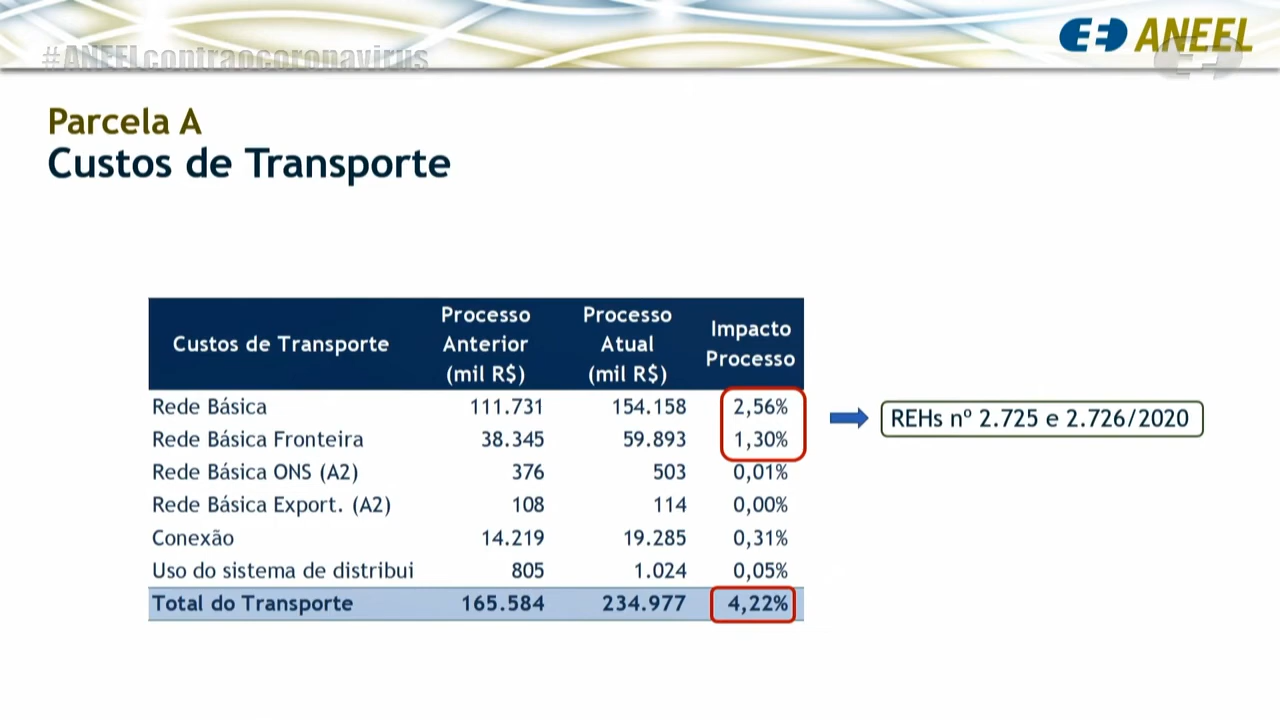 #ANEELcontraocoronavirus
ANEEL
Parcela A
Custos de Transporte
Custos de Transporte Processo Anterior (mil R$) Processo Atual (mil R$) Impacto Processo
Rede Básica 111.731 154.158 2,56%
Rede Básica Fronteira 38.345 59.893 1,30%
Rede Básica ONS (A2) 376 503 0,01%
Rede Básica Export. (A2) 108 114 0,00%
Conexão 14.219 19.285 0,31%
Uso do sistema de distribui 805 1.024 0,05%
Total do Transporte 165.584 234.977 4,22%
REHs nº 2.725 e 2.726/2020